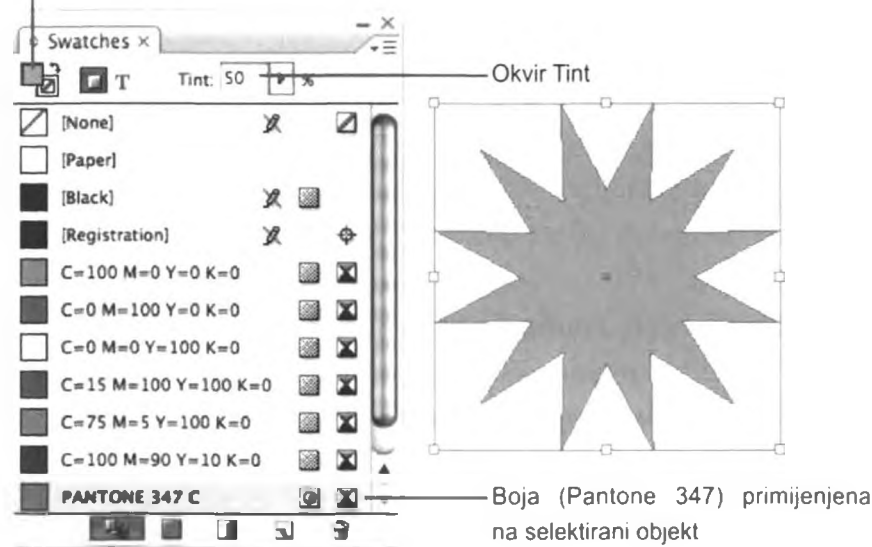 Swatches ×
T Tint: 50 %
Okvir Tint
[None]
[Paper]
[Black]
[Registration]
C=100 M=0 Y=0 K=0
C=0 M=100 Y=0 K=0
C=0 M=0 Y=100 K=0
C=15 M=100 Y=100 K=0
C=75 M=5 Y=100 K=0
C=100 M=90 Y=10 K=0
PANTONE 347 C
Boja (Pantone 347) primijenjena
na selektirani objekt